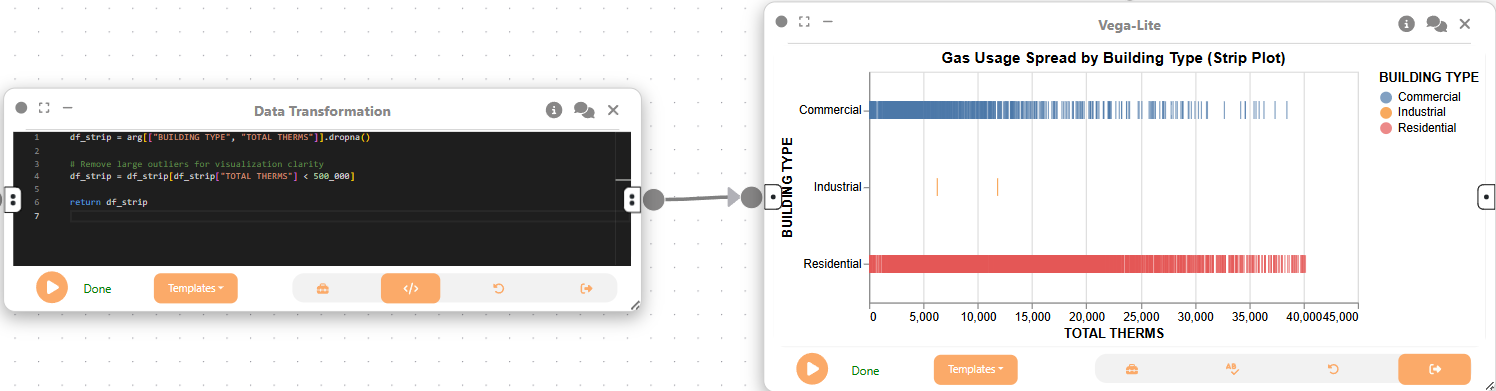 Data Transformation
1 df_strip = arg[["BUILDING TYPE", "TOTAL THERMS"]].dropna()
2
3 # Remove large outliers for visualization clarity
4 df_strip = df_strip[df_strip["TOTAL THERMS"] < 500_000]
5
6 return df_strip
7
Done
Templates
</>
Vega-Lite
Gas Usage Spread by Building Type (Strip Plot)
BUILDING TYPE
Commercial
Industrial
Residential
0 5,000 10,000 15,000 20,000 25,000 30,000 35,000 40,000 45,000
TOTAL THERMS
BUILDING TYPE
Commercial
Industrial
Residential
Done
Templates
AB